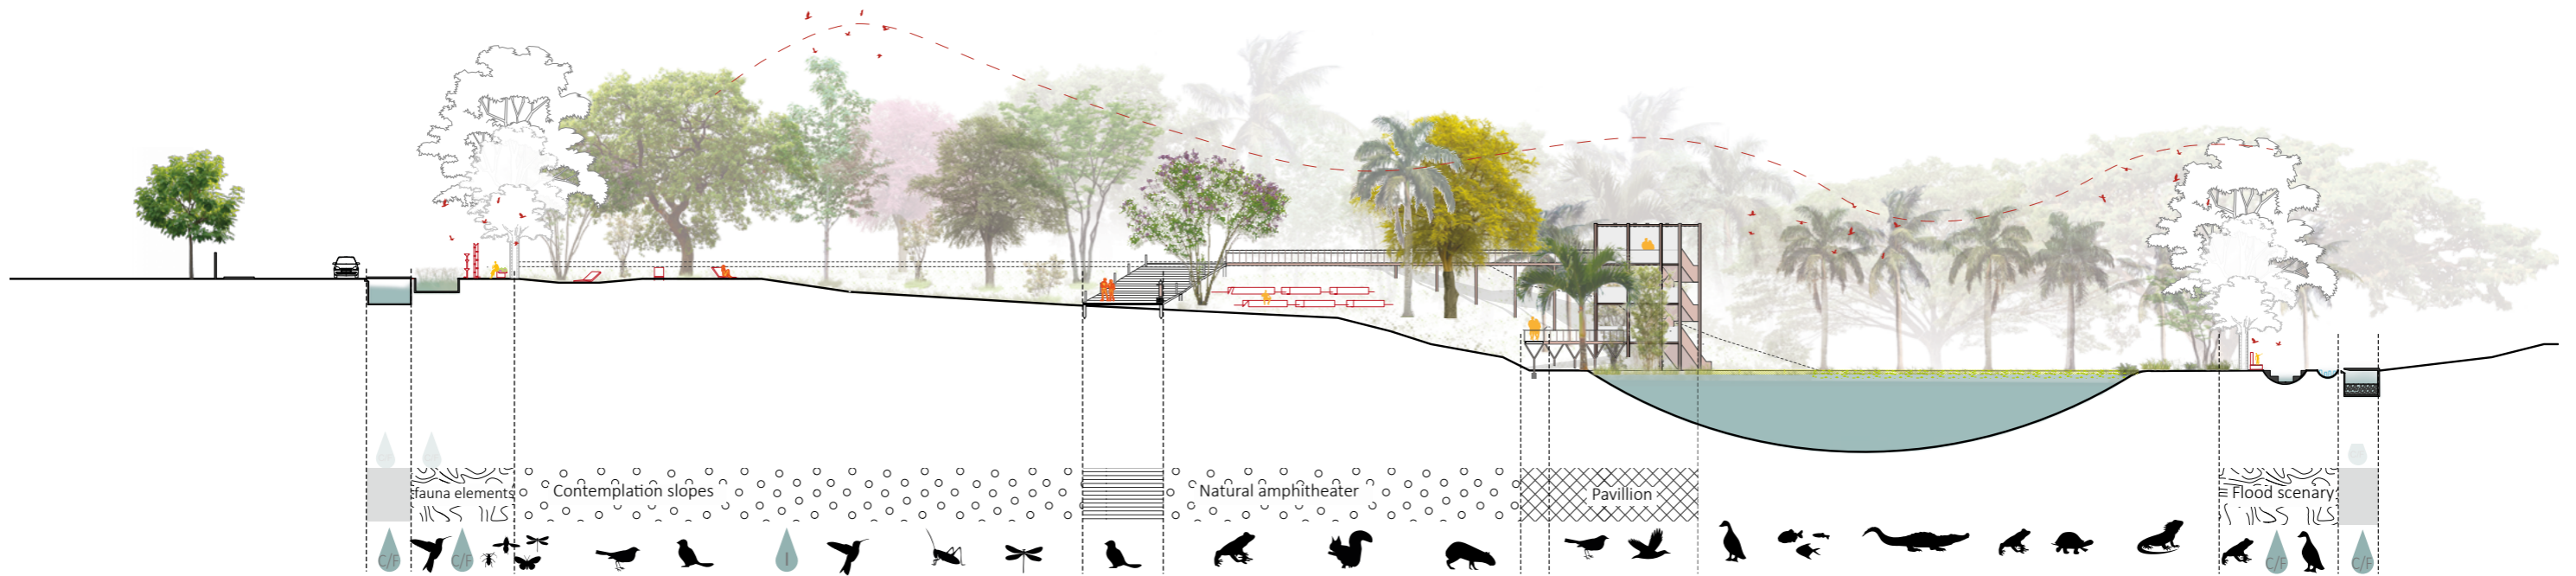 fauna elements
Contemplation slopes
Natural amphitheater
Pavillion
Flood scenary
C/F
C/F
I
C/F
C/F